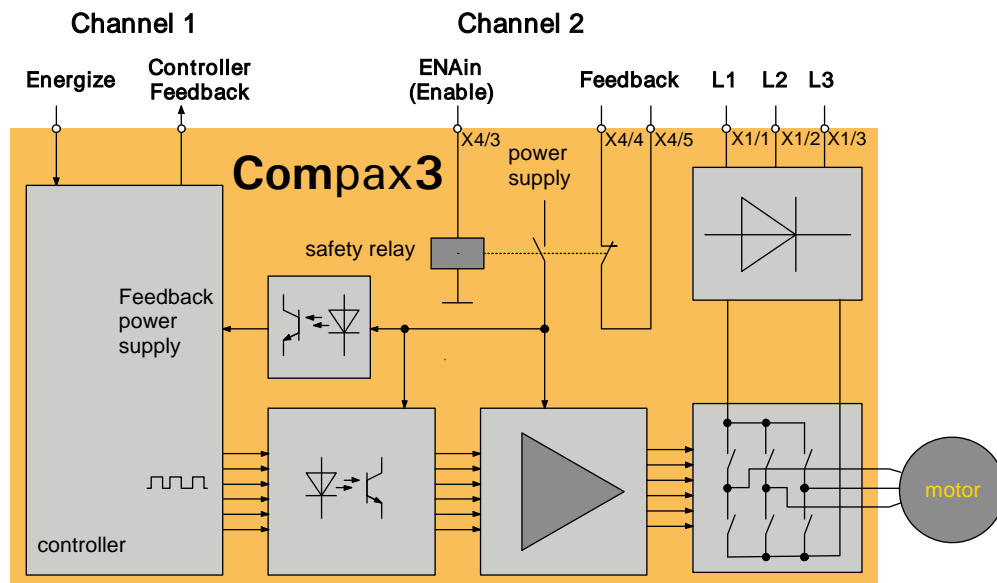 Channel 1
Channel 2
Energize
Controller
Feedback
ENAin
(Enable)
Feedback
L1
L2
L3
X4/3
X4/4
X4/5
X1/1
X1/2
X1/3
Compax3
power
supply
safety relay
Feedback
power
supply
controller
motor